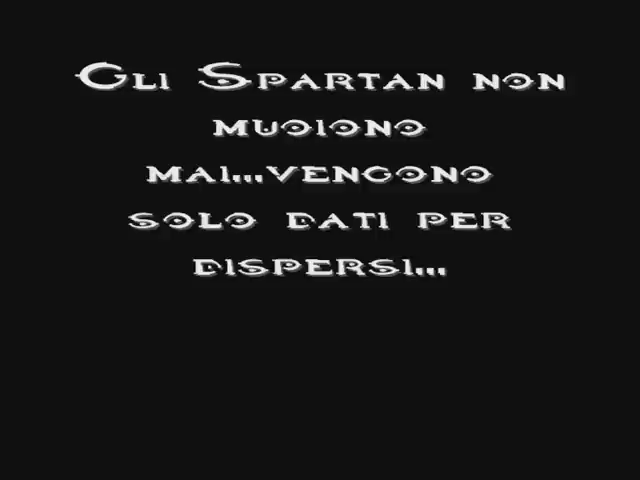 Gli Spartan non
muoiono
mai...vengono
solo dati per
dispersi...